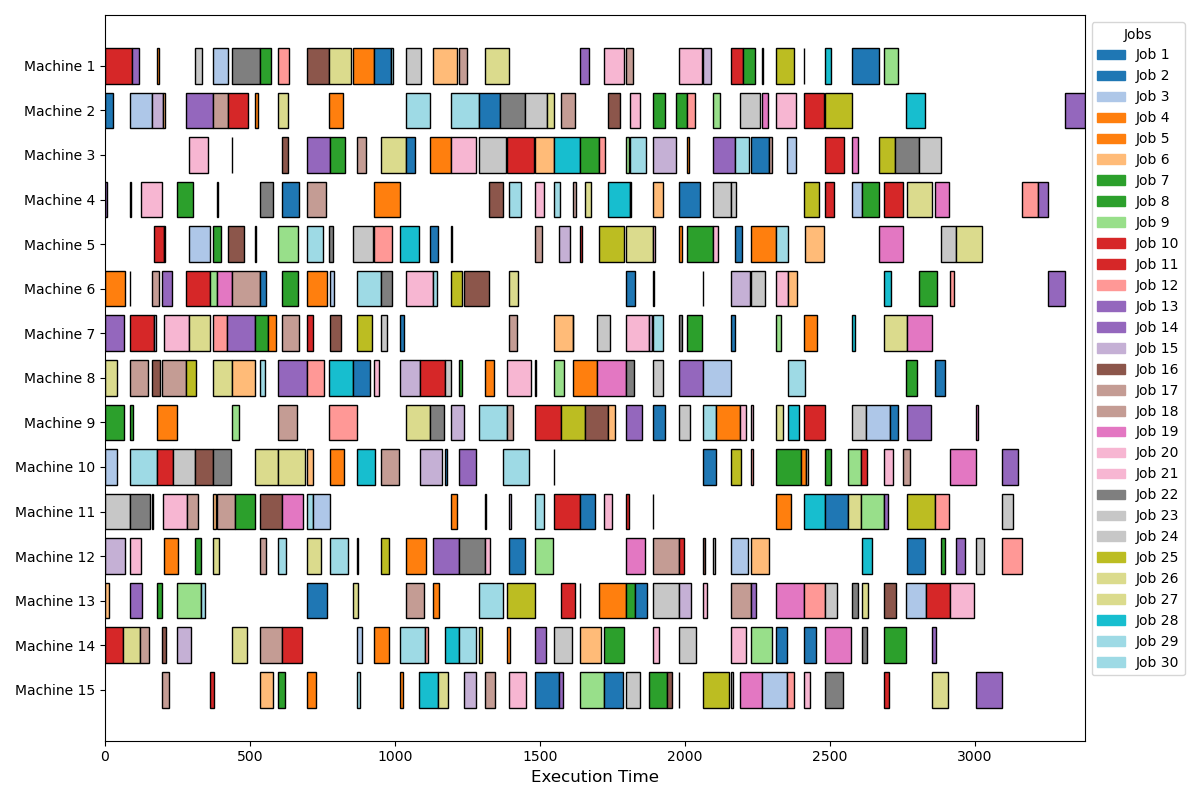 Machine 1
Machine 2
Machine 3
Machine 4
Machine 5
Machine 6
Machine 7
Machine 8
Machine 9
Machine 10
Machine 11
Machine 12
Machine 13
Machine 14
Machine 15
0 500 1000 1500 2000 2500 3000
Execution Time
Jobs
Job 1
Job 2
Job 3
Job 4
Job 5
Job 6
Job 7
Job 8
Job 9
Job 10
Job 11
Job 12
Job 13
Job 14
Job 15
Job 16
Job 17
Job 18
Job 19
Job 20
Job 21
Job 22
Job 23
Job 24
Job 25
Job 26
Job 27
Job 28
Job 29
Job 30